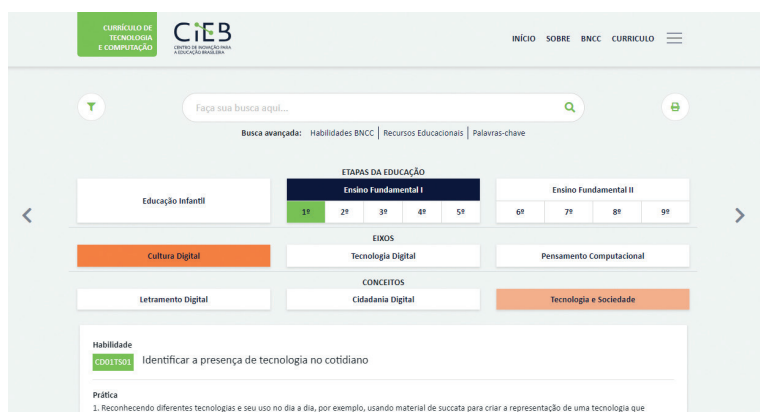 CURRÍCULO DE
TECNOLOGIA
E COMPUTAÇÃO
CiEB
CENTRO DE INOVAÇÃO PARA
A EDUCAÇÃO BRASILEIRA
INÍCIO SOBRE BNCC CURRICULO
Faça sua busca aqui...
Busca avançada: Habilidades BNCC | Recursos Educacionais | Palavras-chave
ETAPAS DA EDUCAÇÃO
Educação Infantil
Ensino Fundamental I
1º 2º 3º 4º 5º
Ensino Fundamental II
6º 7º 8º 9º
EIXOS
Cultura Digital Tecnologia Digital Pensamento Computacional
CONCEITOS
Letramento Digital Cidadania Digital Tecnologia e Sociedade
Habilidade
CD01TS01 Identificar a presença de tecnologia no cotidiano
Prática
1. Reconhecendo diferentes tecnologias e seu uso no dia a dia, por exemplo, usando material de succata para criar a representação de uma tecnologia que